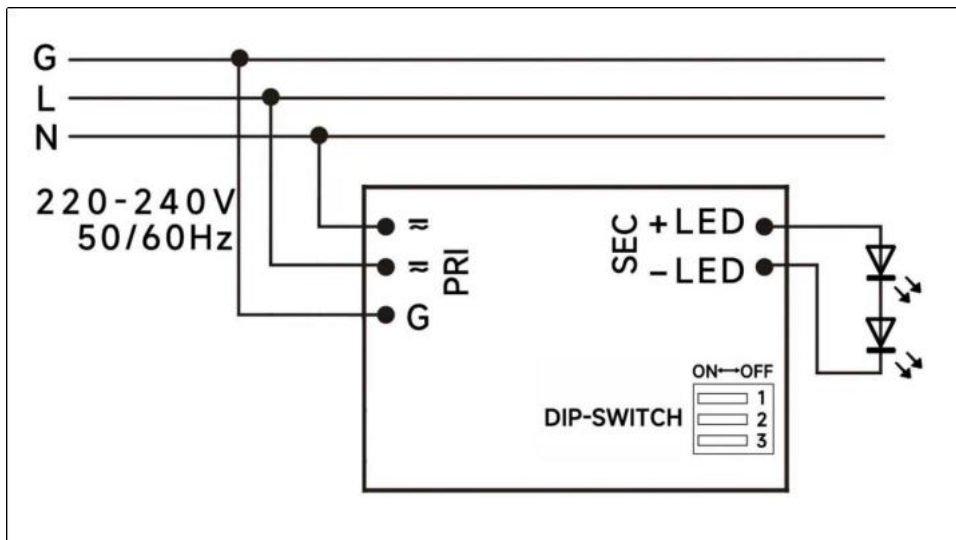 G
L
N
220-240V
50/60Hz
≂
≂
G
PRI
SEC
+LED
-LED
ON↔OFF
DIP-SWITCH
1
2
3